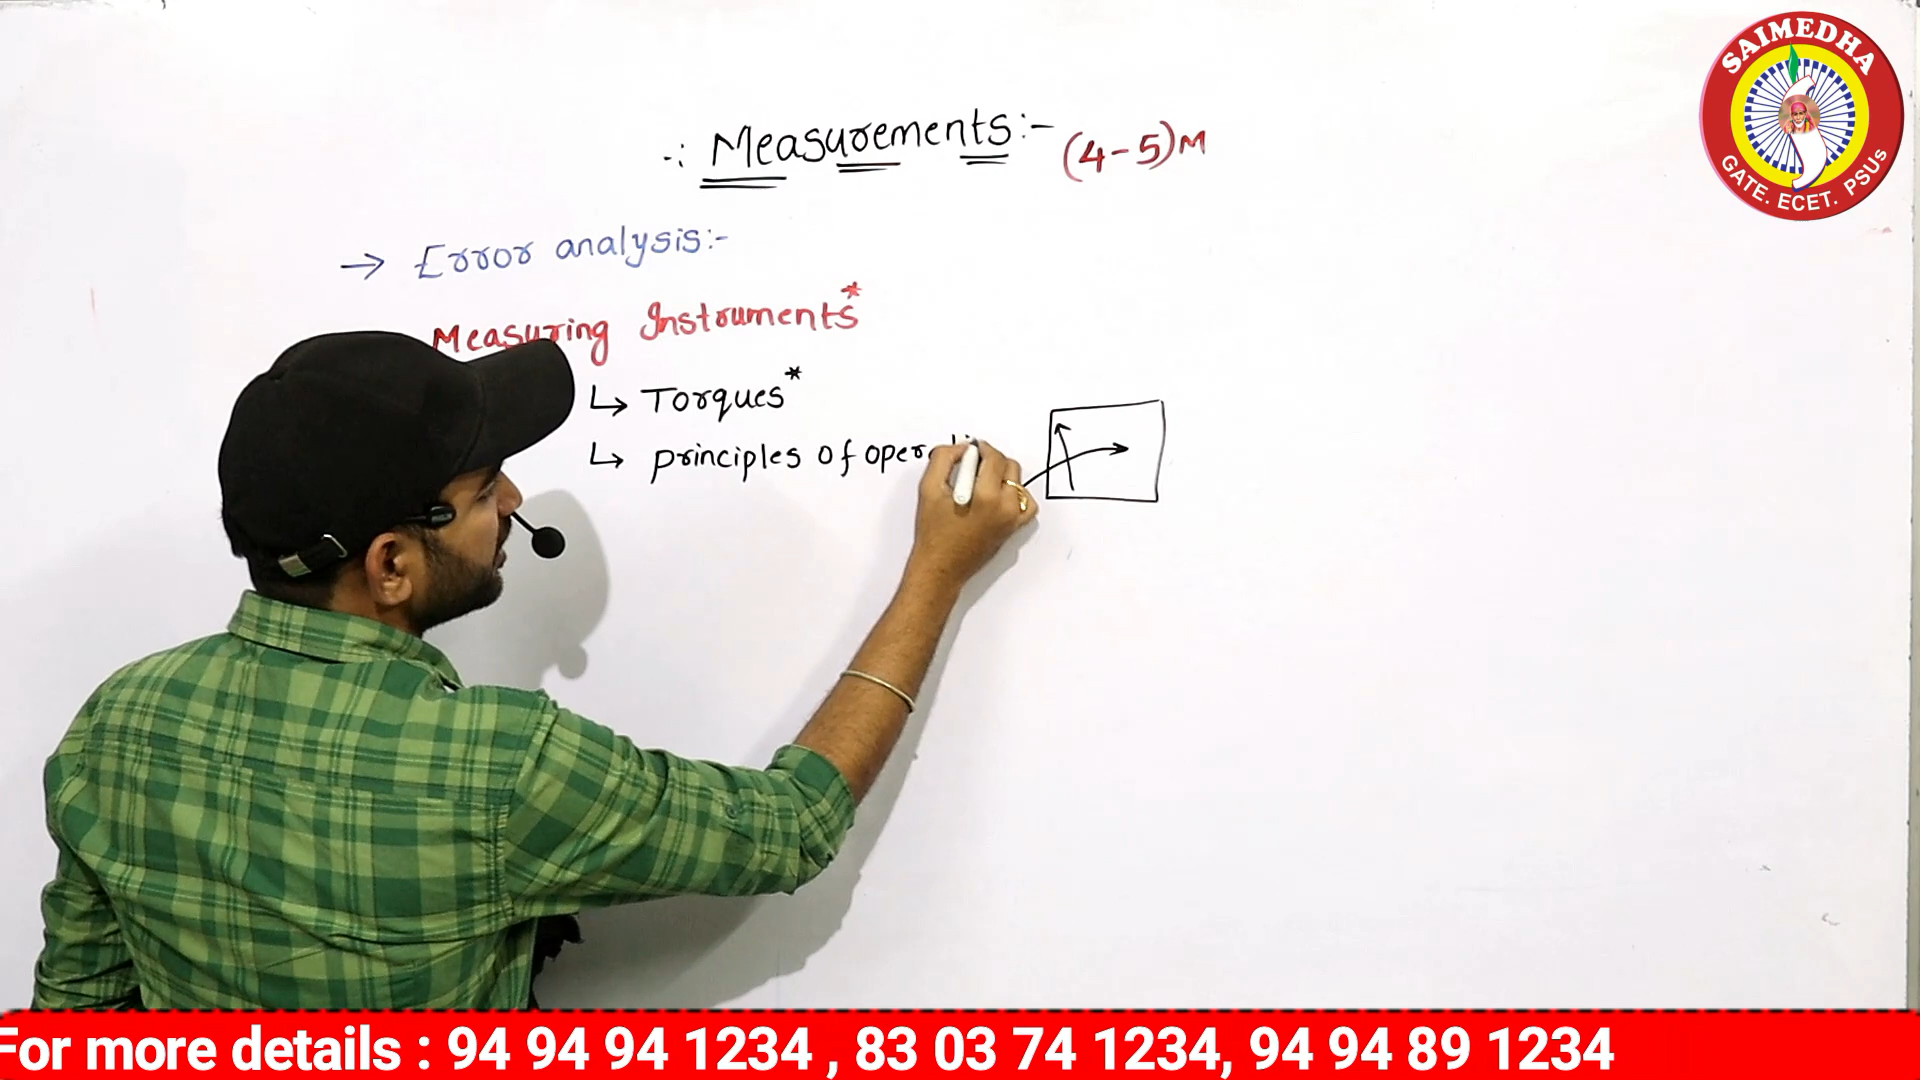 ∴ Measurements:- (4-5)M
→ Error analysis:-
Measuring Instruments*
↳ Torques*
↳ principles of
SAIMEDHA
GATE. ECET. PSUs
For more details : 94 94 94 1234 , 83 03 74 1234, 94 94 89 1234